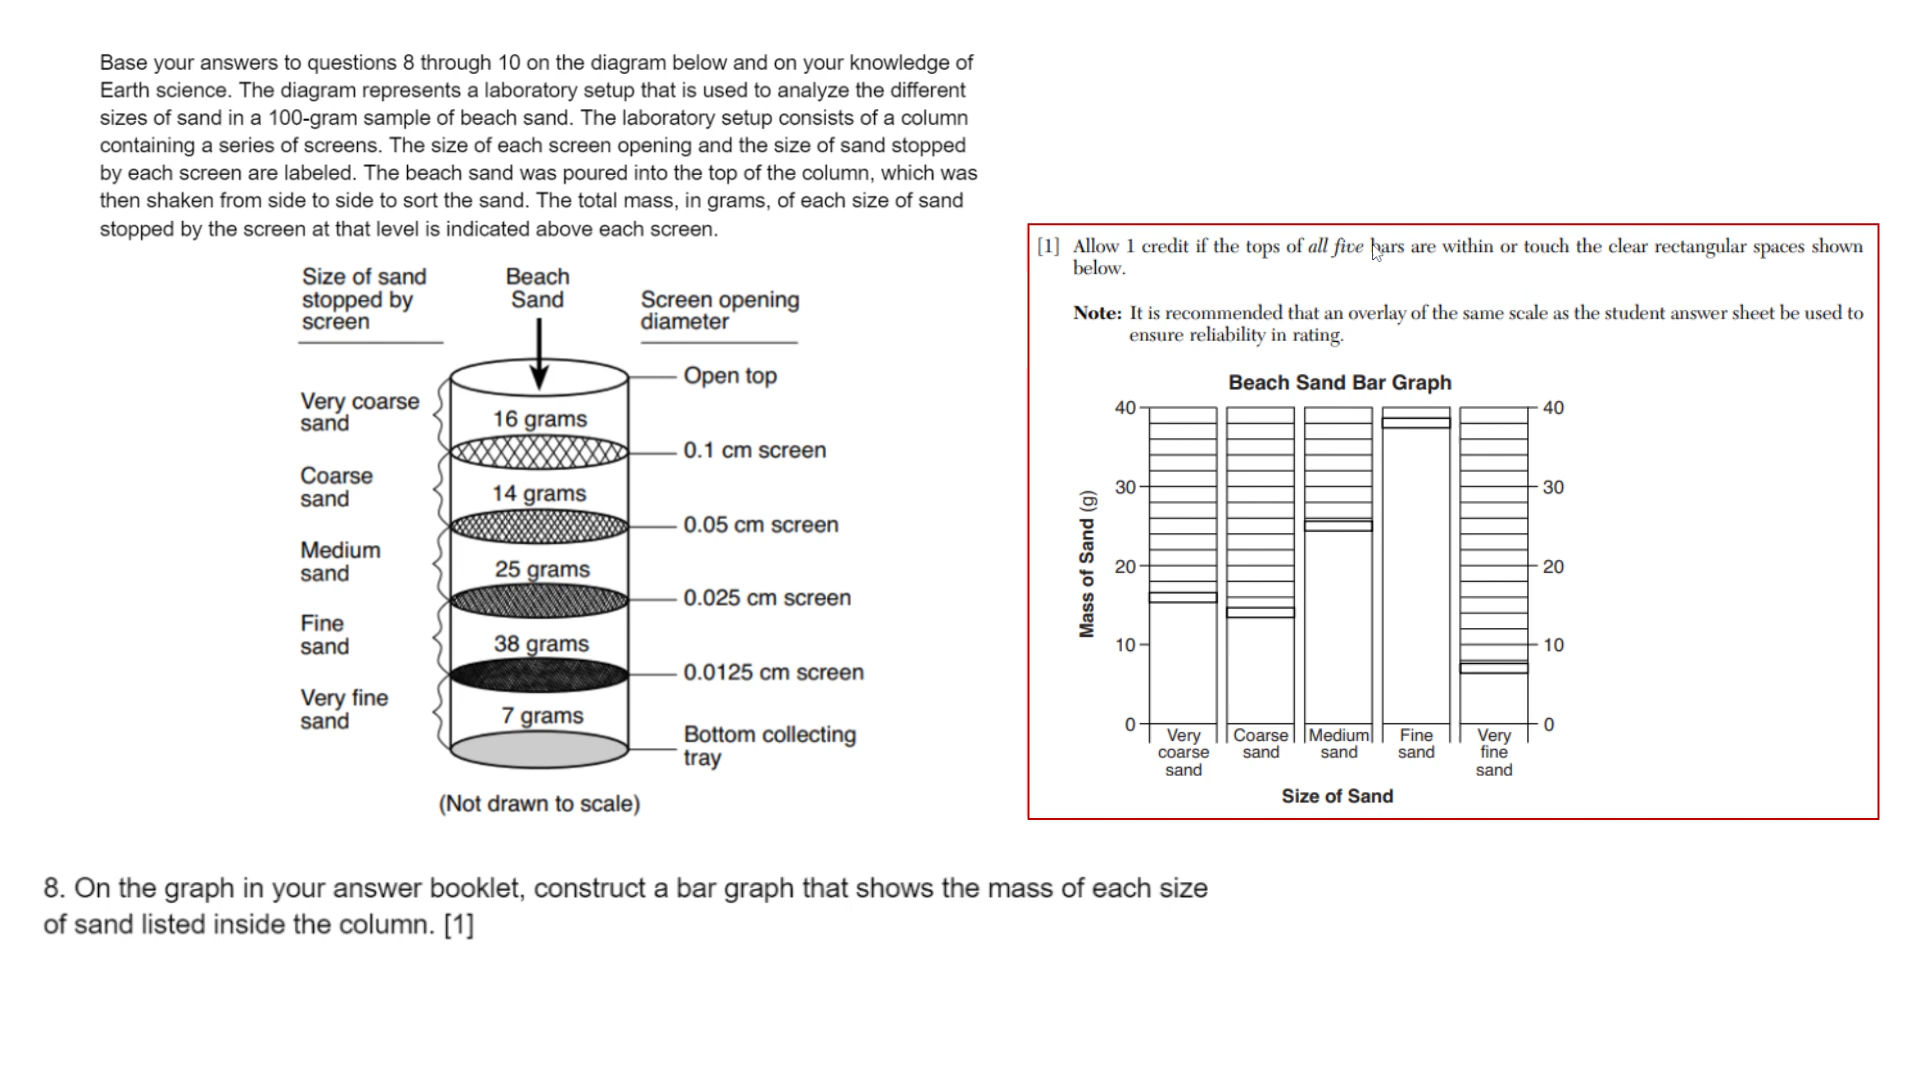 Base your answers to questions 8 through 10 on the diagram below and on your knowledge of
Earth science. The diagram represents a laboratory setup that is used to analyze the different
sizes of sand in a 100-gram sample of beach sand. The laboratory setup consists of a column
containing a series of screens. The size of each screen opening and the size of sand stopped
by each screen are labeled. The beach sand was poured into the top of the column, which was
then shaken from side to side to sort the sand. The total mass, in grams, of each size of sand
stopped by the screen at that level is indicated above each screen.
Size of sand
stopped by
screen
Beach
Sand
Screen opening
diameter
Open top
Very coarse
sand
16 grams
0.1 cm screen
Coarse
sand
14 grams
0.05 cm screen
Medium
sand
25 grams
0.025 cm screen
Fine
sand
38 grams
0.0125 cm screen
Very fine
sand
7 grams
Bottom collecting
tray
(Not drawn to scale)
[1] Allow 1 credit if the tops of all five bars are within or touch the clear rectangular spaces shown
below.
Note: It is recommended that an overlay of the same scale as the student answer sheet be used to
ensure reliability in rating.
Beach Sand Bar Graph
Mass of Sand (g)
40
30
20
10
0
40
30
20
10
0
Very
coarse
sand
Coarse
sand
Medium
sand
Fine
sand
Very
fine
sand
Size of Sand
8. On the graph in your answer booklet, construct a bar graph that shows the mass of each size
of sand listed inside the column. [1]